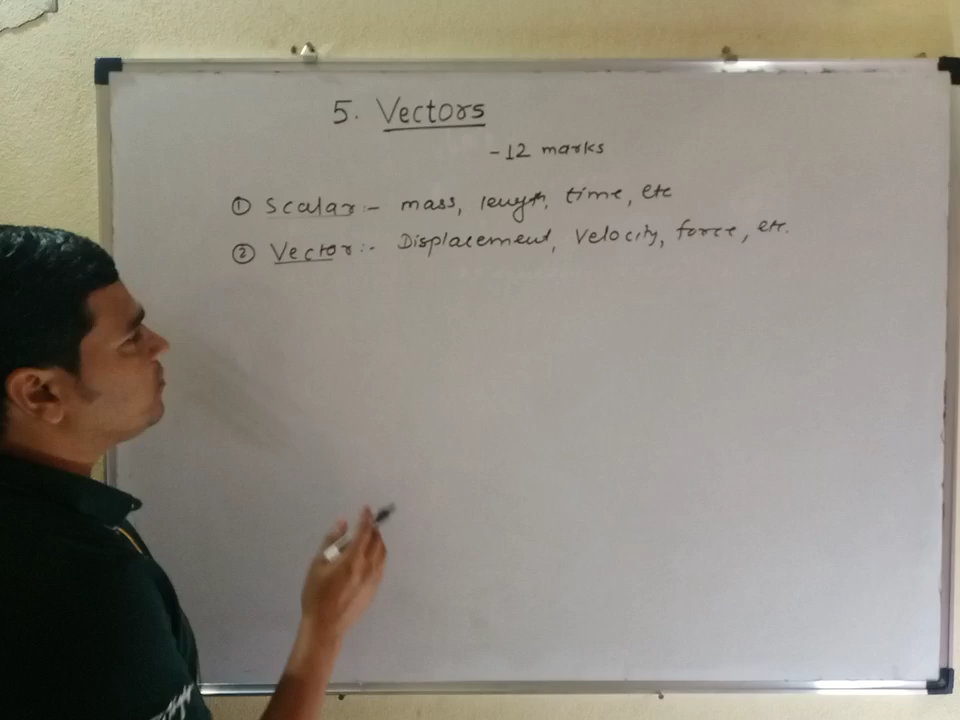 5. Vectors
- 12 marks
① Scalar :- mass, length, time, etc
② Vector :- Displacement, Velocity, force, etc.